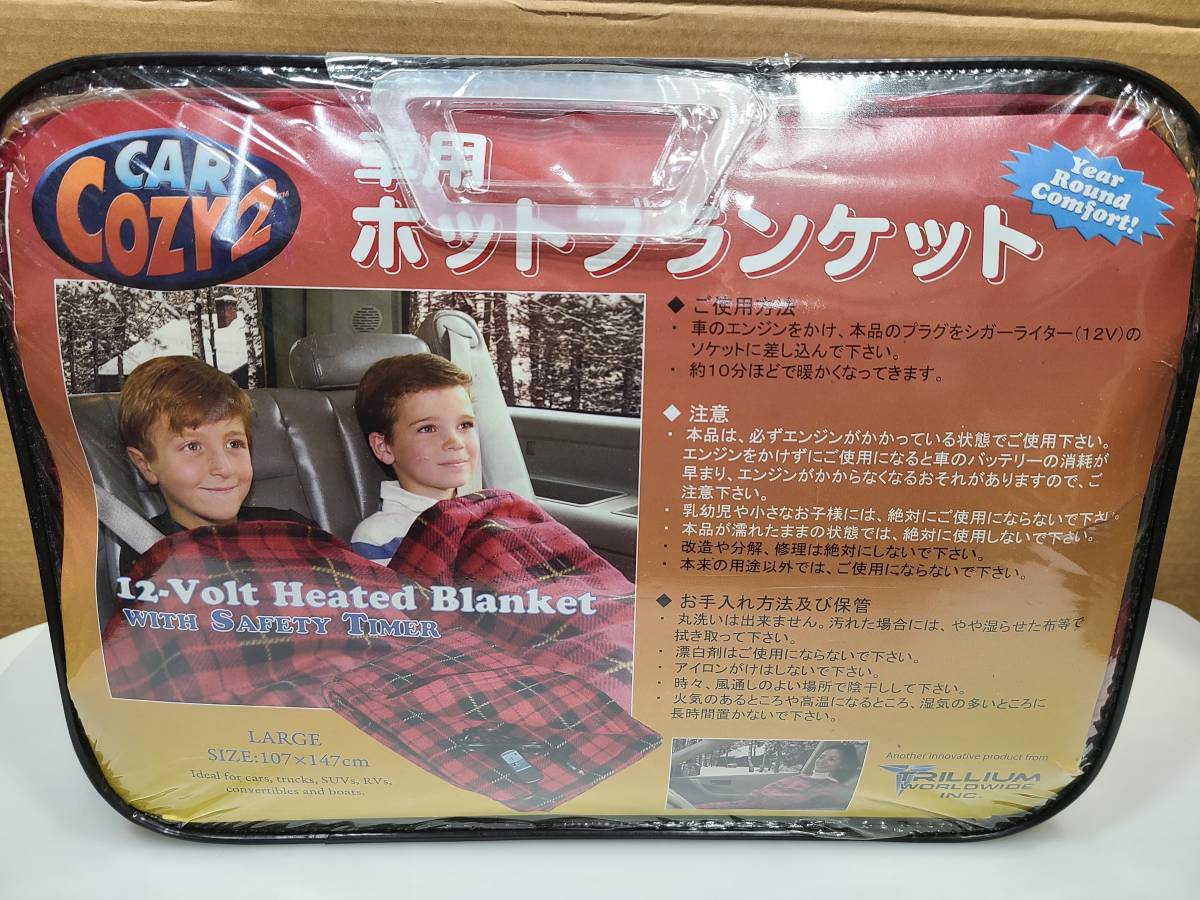 CAR
COZY 2™
車用
ホットブランケット
Year
Round
Comfort!
◆ ご使用方法
・ 車のエンジンをかけ、本品のプラグをシガーライター(12V)の
ソケットに差し込んで下さい。
・ 約10分ほどで暖かくなってきます。
◆ 注意
・ 本品は、必ずエンジンがかかっている状態でご使用下さい。
エンジンをかけずにご使用になると車のバッテリーの消耗が
早まり、エンジンがかからなくなるおそれがありますので、ご
注意下さい。
・ 乳幼児や小さなお子様には、絶対にご使用にならないで下さい。
・ 本品が濡れたままの状態では、絶対に使用しないで下さい。
・ 改造や分解、修理は絶対にしないで下さい。
・ 本来の用途以外では、ご使用にならないで下さい。
◆ お手入れ方法及び保管
・ 丸洗いは出来ません。汚れた場合には、やや湿らせた布等で
拭き取って下さい。
・ 漂白剤はご使用にならないで下さい。
・ アイロンがけはしないで下さい。
・ 時々、風通しのよい場所で陰干しして下さい。
・ 火気のあるところや高温になるところ、湿気の多いところに
長時間置かないで下さい。
12-Volt Heated Blanket
WITH SAFETY TIMER
LARGE
SIZE:107×147cm
Ideal for cars, trucks, SUVs, RVs,
convertibles and boats.
Another innovative product from
TRILLIUM
WORLDWIDE
INC.